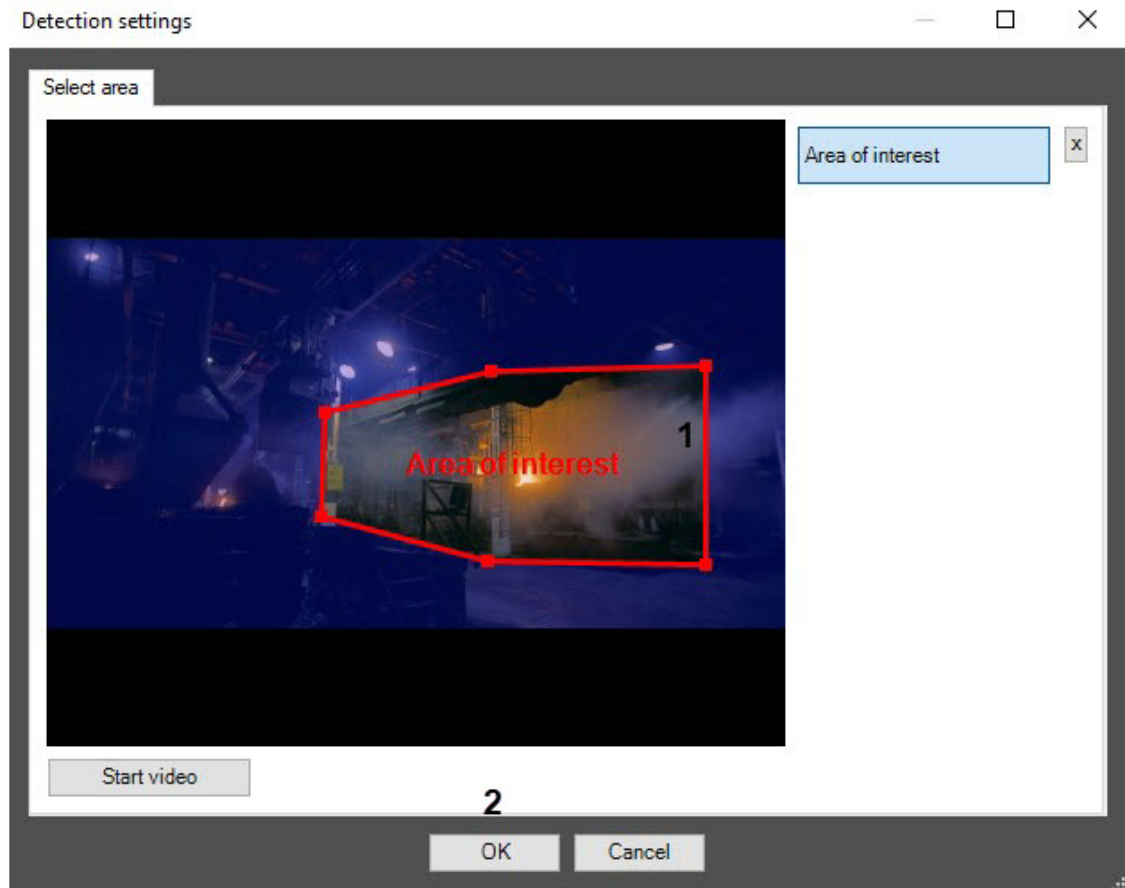 Detection settings
Select area
Area of interest
x
1
Area of interest
Start video
2
OK
Cancel